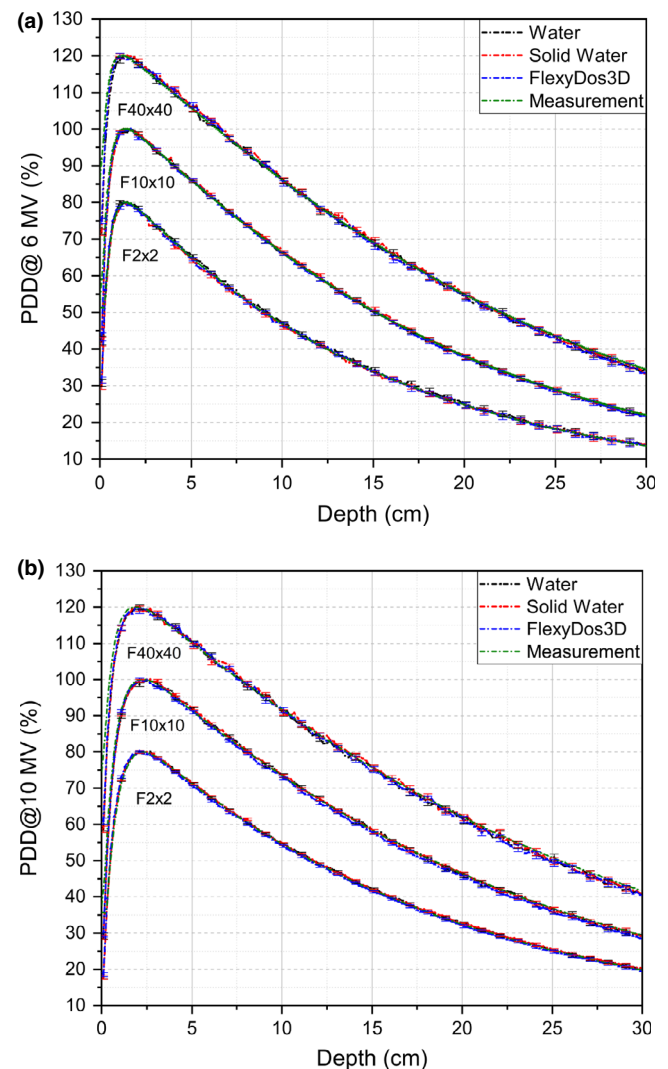 (a)
130
120
110
100
90
80
70
60
50
40
30
20
10
PDD@ 6 MV (%)
F40x40
F10x10
F2x2
Water
Solid Water
FlexyDos3D
Measurement
0
5
10
15
20
25
30
Depth (cm)
(b)
130
120
110
100
90
80
70
60
50
40
30
20
10
PDD@10 MV (%)
F40x40
F10x10
F2x2
Water
Solid Water
FlexyDos3D
Measurement
0
5
10
15
20
25
30
Depth (cm)